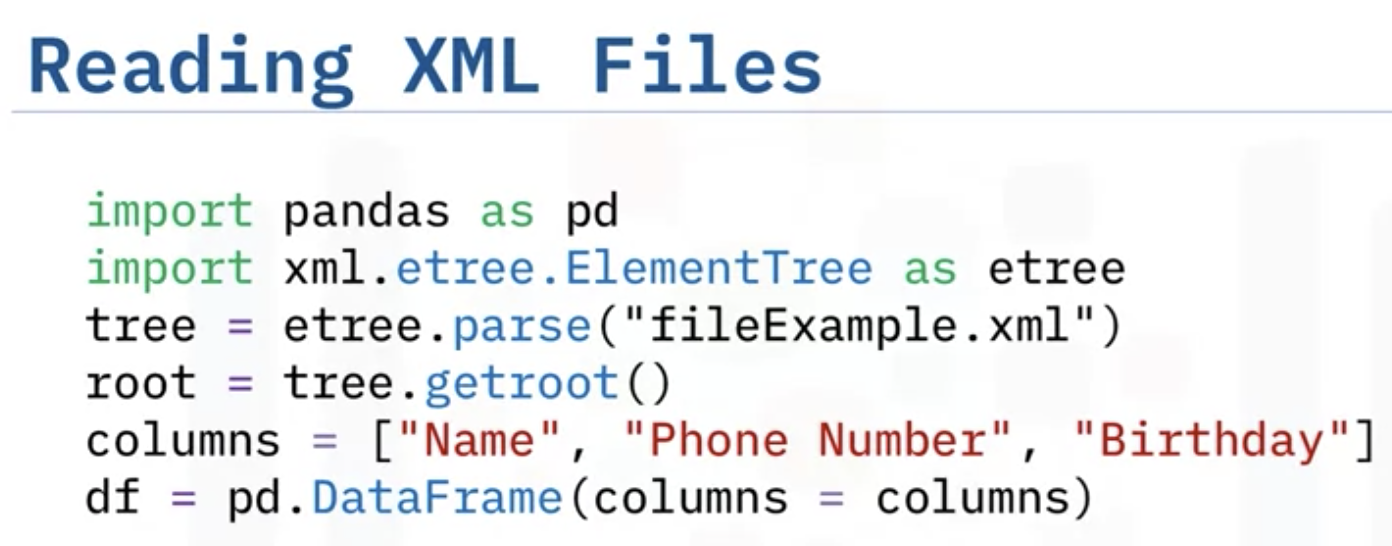 Reading XML Files
import pandas as pd
import xml.etree.ElementTree as etree
tree = etree.parse("fileExample.xml")
root = tree.getroot()
columns = ["Name", "Phone Number", "Birthday"]
df = pd.DataFrame(columns = columns)